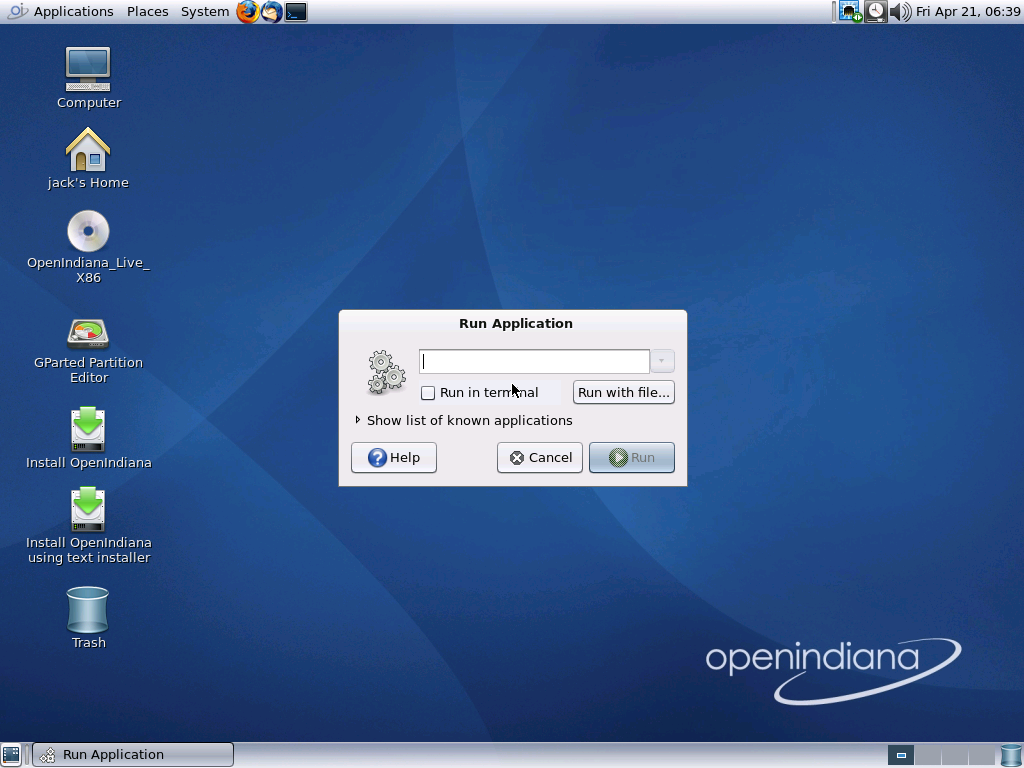 Applications Places System Fri Apr 21, 06:39
Computer
jack's Home
OpenIndiana_Live_
X86
GParted Partition
Editor
Install OpenIndiana
Install OpenIndiana
using text installer
Trash
Run Application
Run in terminal Run with file...
Show list of known applications
Help Cancel Run
openindiana
Run Application